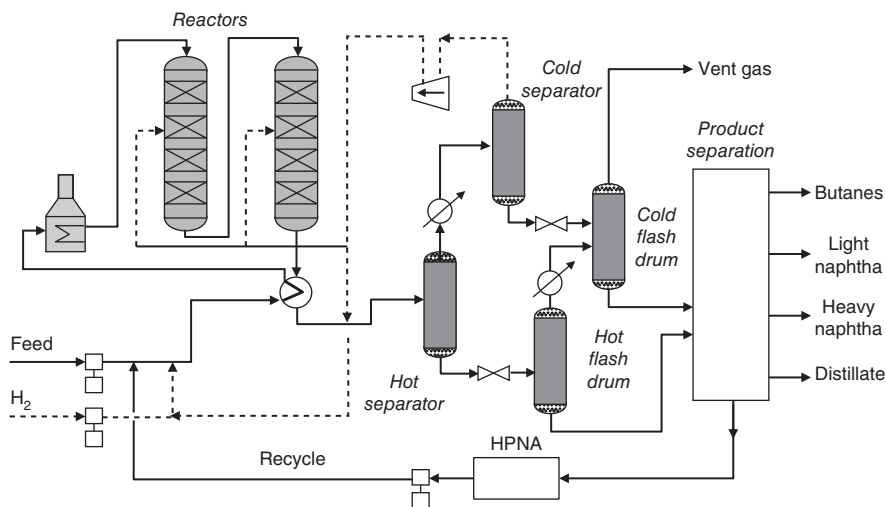 Reactors
Cold
separator
Vent gas
Product
separation
Butanes
Cold
flash
drum
Light
naphtha
Heavy
naphtha
Feed
Hot
separator
Hot
flash
drum
Distillate
H2
HPNA
Recycle